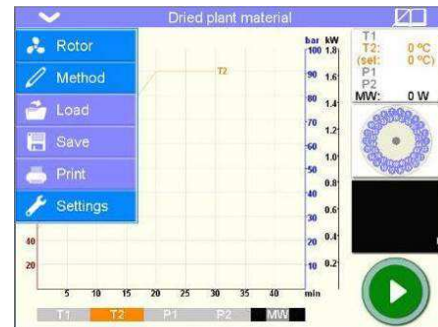 Dried plant material
Rotor
Method
Load
Save
Print
Settings
bar kW
100 1.8
90 1.6
80
1.4
70
1.2
60
50 1.0
40 0.8
30 0.6
40 20 0.4
20 10 0.2
T2
5 10 15 20 25 30 35 40 min
T1 T2 P1 P2 MW
T1
T2: 0 ºC
(sel: 0 ºC)
P1
P2
MW: 0 W